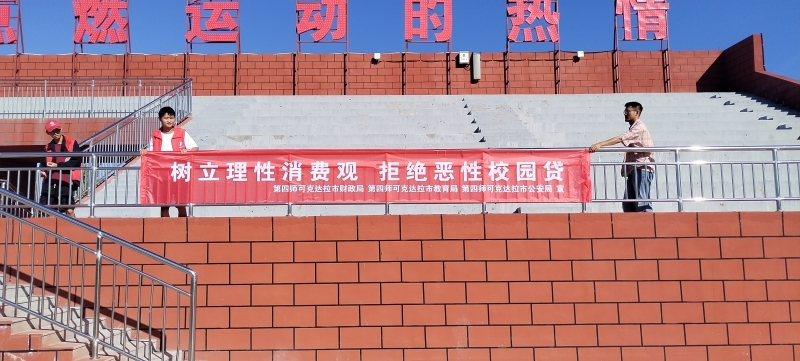 点燃运动的热情
树立理性消费观 拒绝恶性校园贷
第四师可克达拉市财政局 第四师可克达拉市教育局 第四师可克达拉市公安局 宣